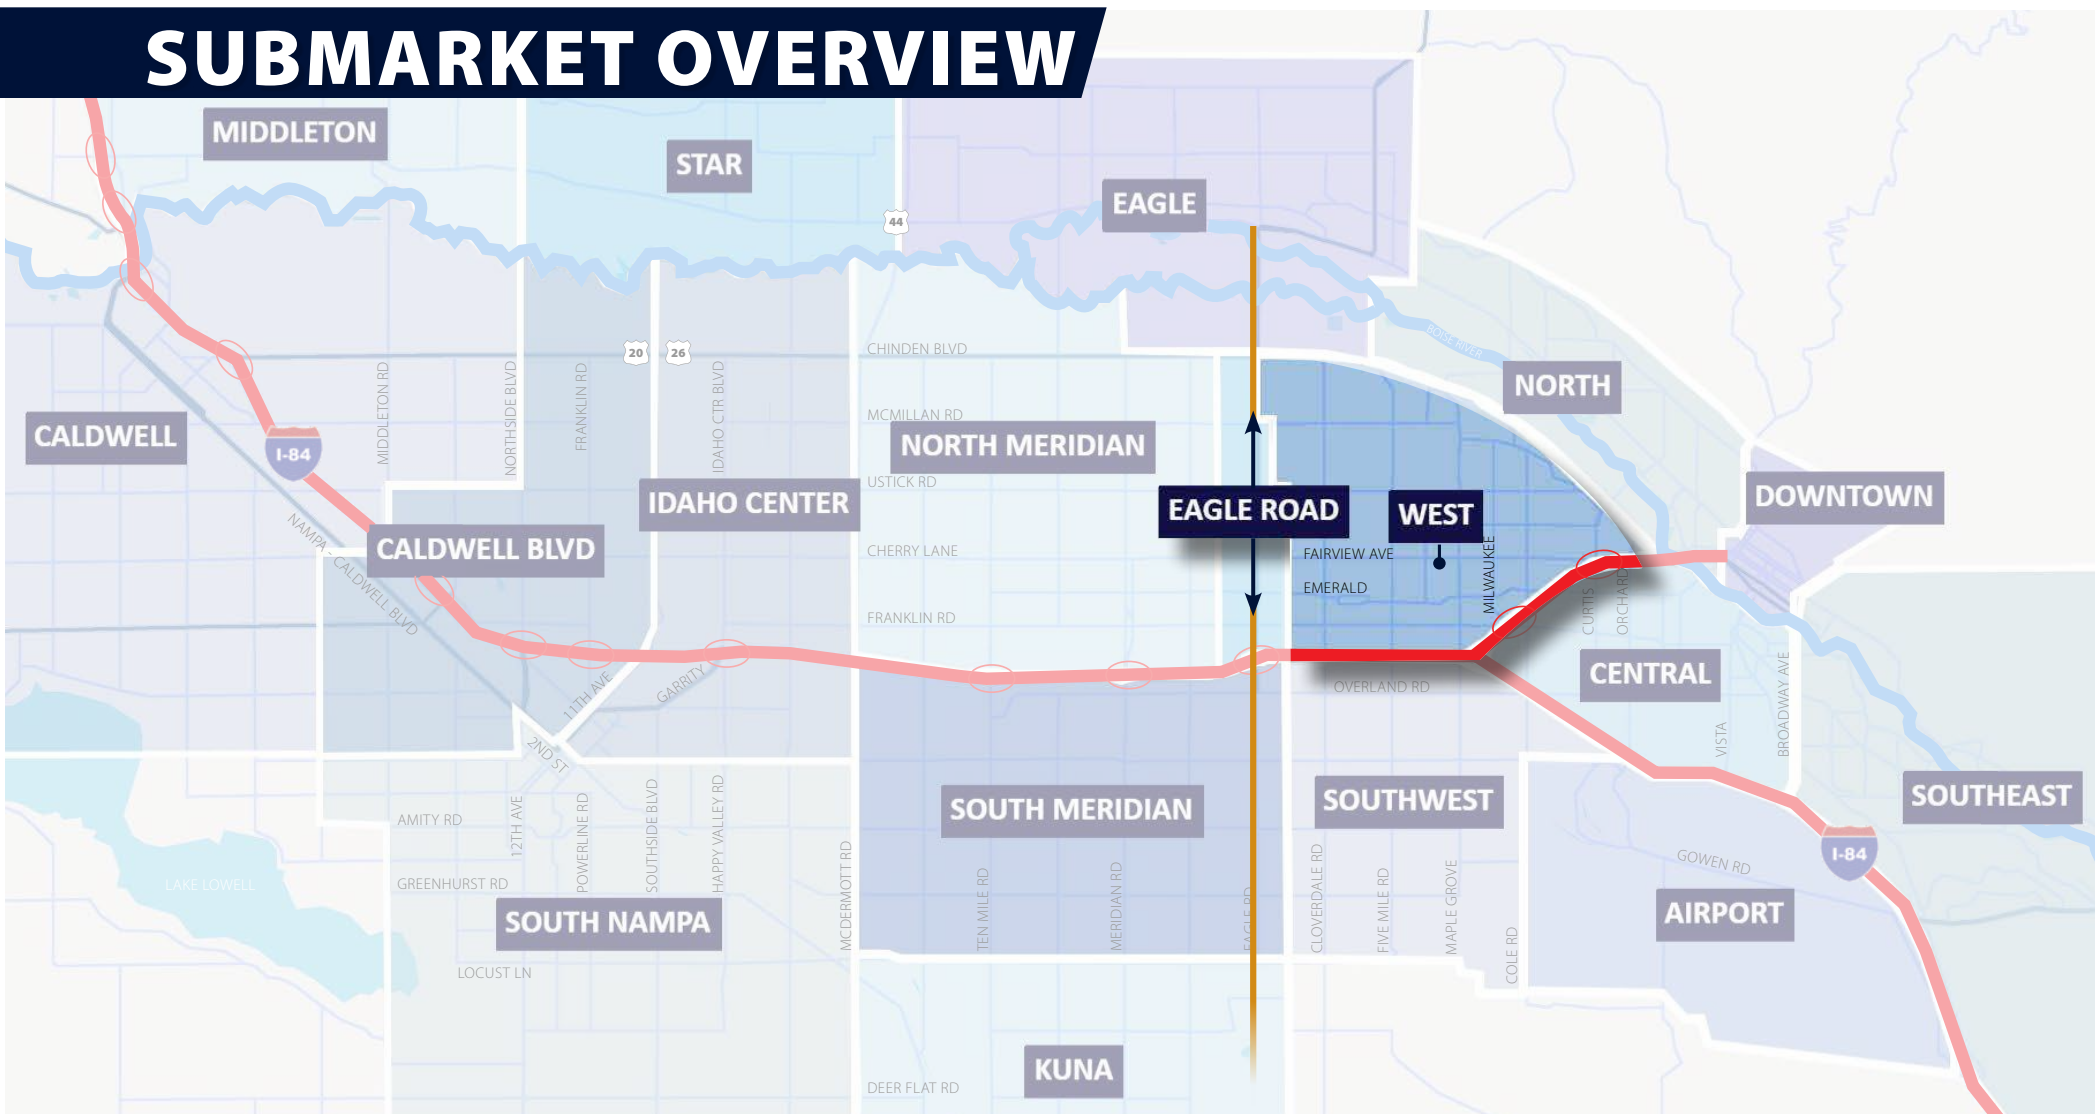 SUBMARKET OVERVIEW
MIDDLETON
STAR
EAGLE
44
BOISE RIVER
20
26
CHINDEN BLVD
NORTH
CALDWELL
I-84
MIDDLETON RD
NORTHSIDE BLVD
FRANKLIN RD
IDAHO CTR BLVD
MCMILLAN RD
NORTH MERIDIAN
USTICK RD
IDAHO CENTER
EAGLE ROAD
WEST
DOWNTOWN
CALDWELL BLVD
NAMPA - CALDWELL BLVD
CHERRY LANE
FAIRVIEW AVE
EMERALD
MILWAUKEE
CURTIS
ORCHARD
FRANKLIN RD
11TH AVE
GARRITY
OVERLAND RD
CENTRAL
VISTA
BROADWAY AVE
2ND ST
SOUTH MERIDIAN
SOUTHWEST
SOUTHEAST
AMITY RD
12TH AVE
POWERLINE RD
SOUTHSIDE BLVD
HAPPY VALLEY RD
MCDERMOTT RD
TEN MILE RD
MERIDIAN RD
EAGLE RD
CLOVERDALE RD
FIVE MILE RD
MAPLE GROVE
COLE RD
GOWEN RD
I-84
LAKE LOWELL
GREENHURST RD
SOUTH NAMPA
AIRPORT
LOCUST LN
KUNA
DEER FLAT RD